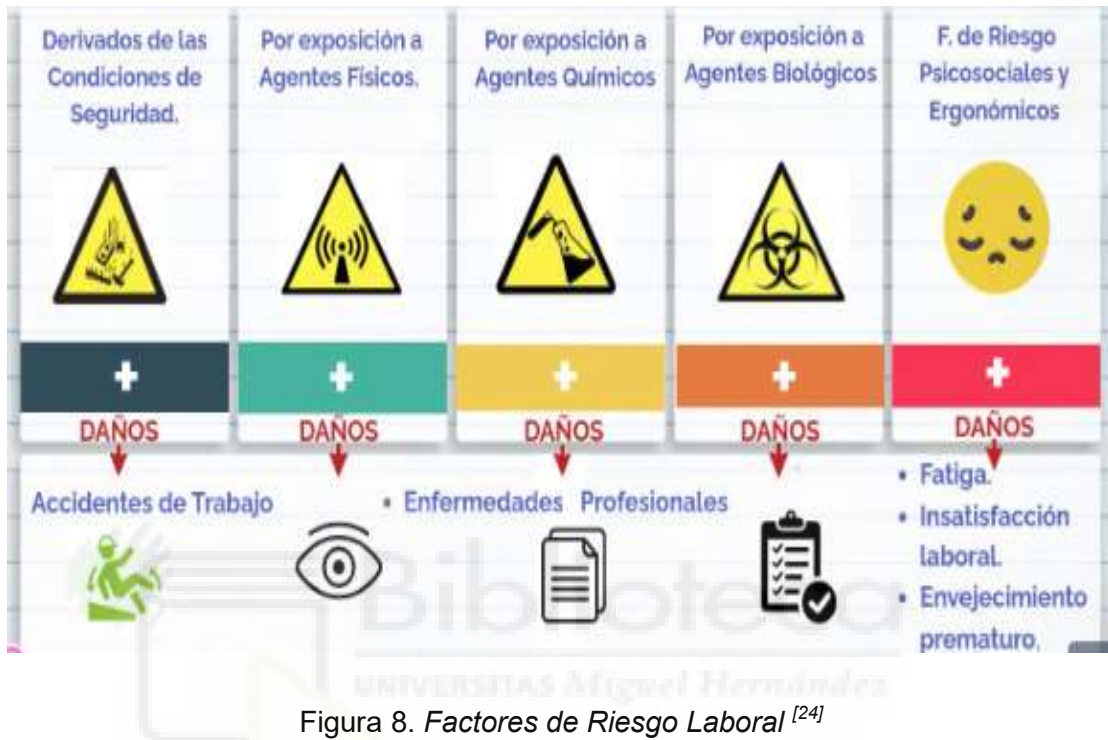 Derivados de las
Condiciones de
Seguridad.
Por exposición a
Agentes Físicos.
Por exposición a
Agentes Químicos
Por exposición a
Agentes Biológicos
F. de Riesgo
Psicosociales y
Ergonómicos
DAÑOS
DAÑOS
DAÑOS
DAÑOS
DAÑOS
Accidentes de Trabajo
• Enfermedades Profesionales
• Fatiga.
• Insatisfacción
laboral.
• Envejecimiento
prematuro.
Biblioteca
UNIVERSITAS Miguel Hernández
Figura 8. Factores de Riesgo Laboral [24]